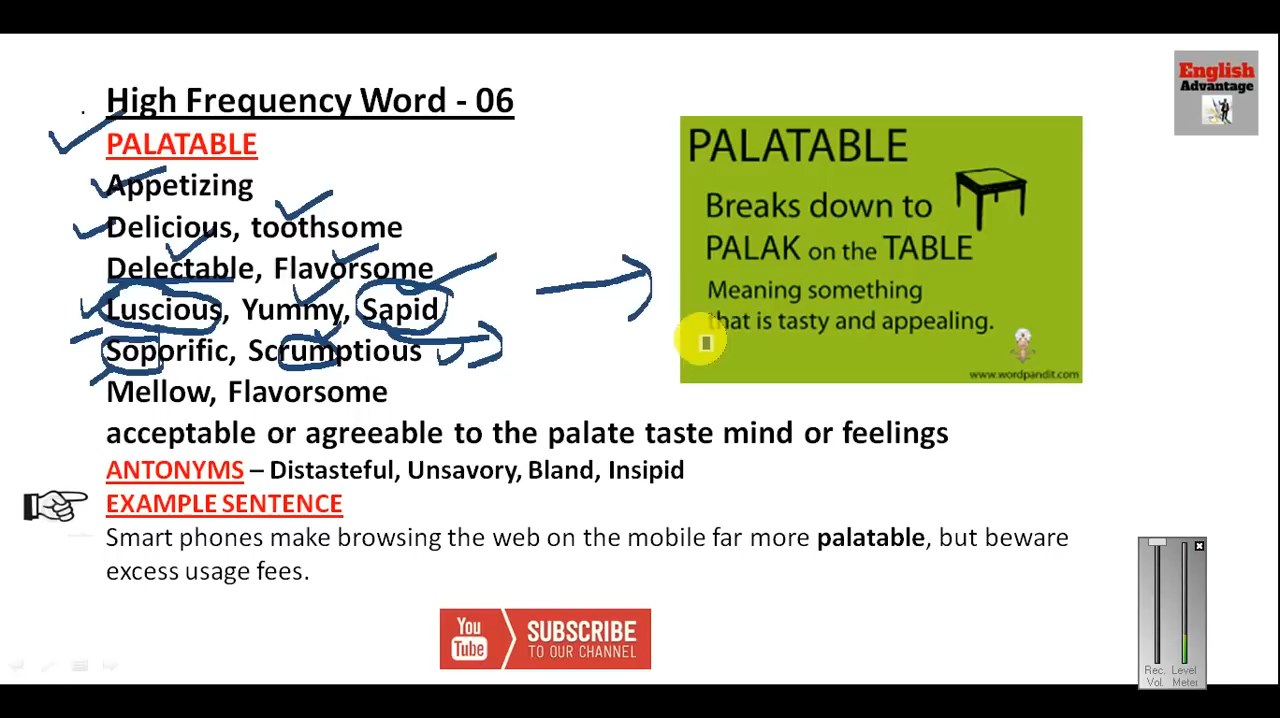 High Frequency Word - 06
PALATABLE
Appetizing
Delicious, toothsome
Delectable, Flavorsome
Luscious, Yummy, Sapid
Soporific, Scrumptious
Mellow, Flavorsome
acceptable or agreeable to the palate taste mind or feelings
ANTONYMS – Distasteful, Unsavory, Bland, Insipid
EXAMPLE SENTENCE
Smart phones make browsing the web on the mobile far more palatable, but beware
excess usage fees.
PALATABLE
Breaks down to
PALAK on the TABLE
Meaning something
that is tasty and appealing.
www.wordpandit.com
English
Advantage
You
Tube
SUBSCRIBE
TO OUR CHANNEL
Rec. Level
Vol. Meter